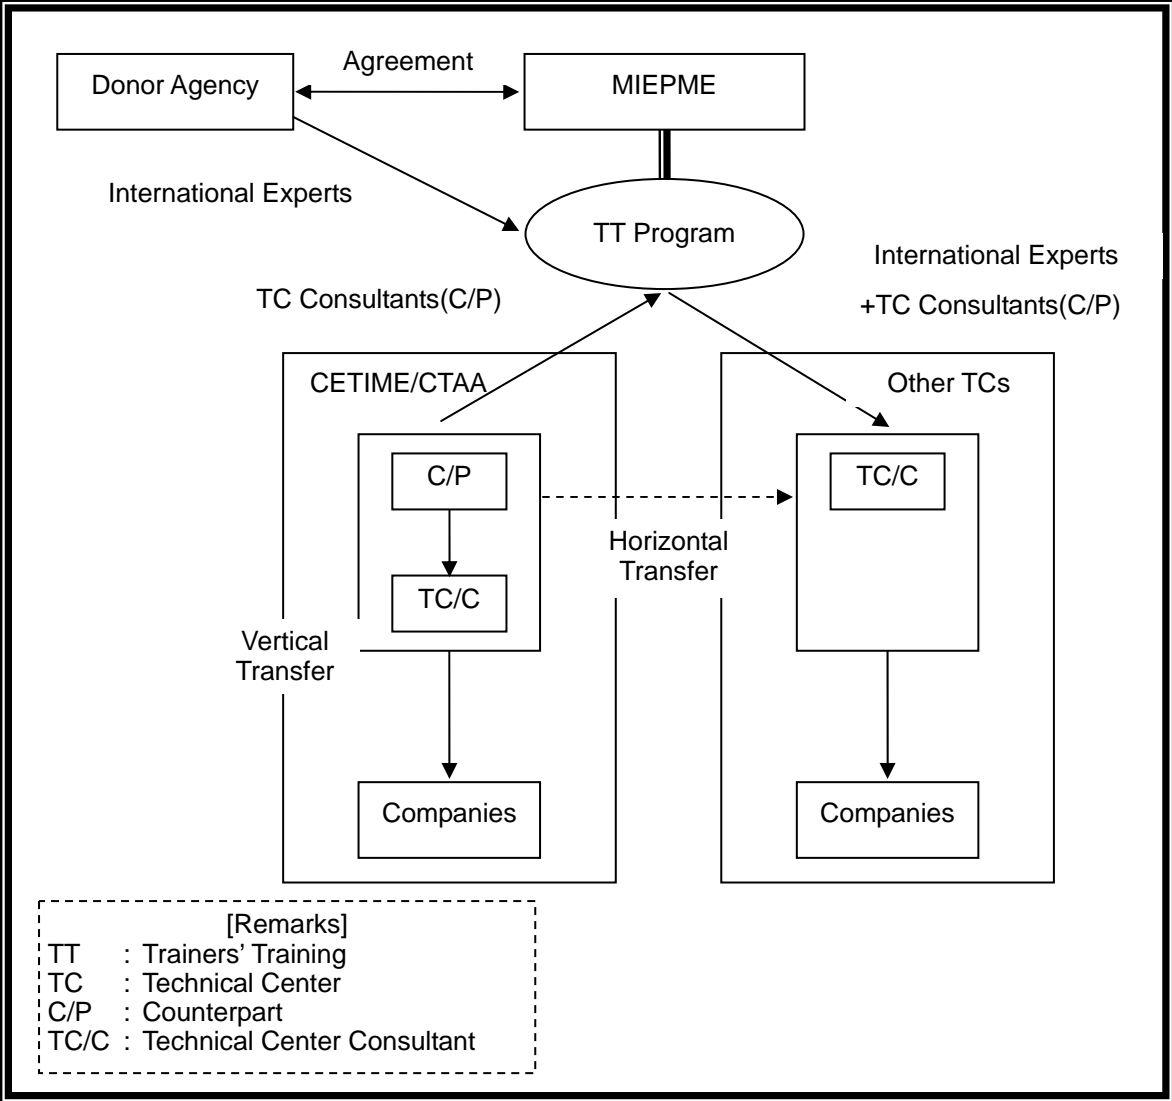 Donor Agency
Agreement
MIEPME
International Experts
TT Program
International Experts
+TC Consultants(C/P)
TC Consultants(C/P)
CETIME/CTAA
Other TCs
C/P
TC/C
TC/C
Horizontal
Transfer
Vertical
Transfer
Companies
Companies
[Remarks]
TT : Trainers’ Training
TC : Technical Center
C/P : Counterpart
TC/C : Technical Center Consultant